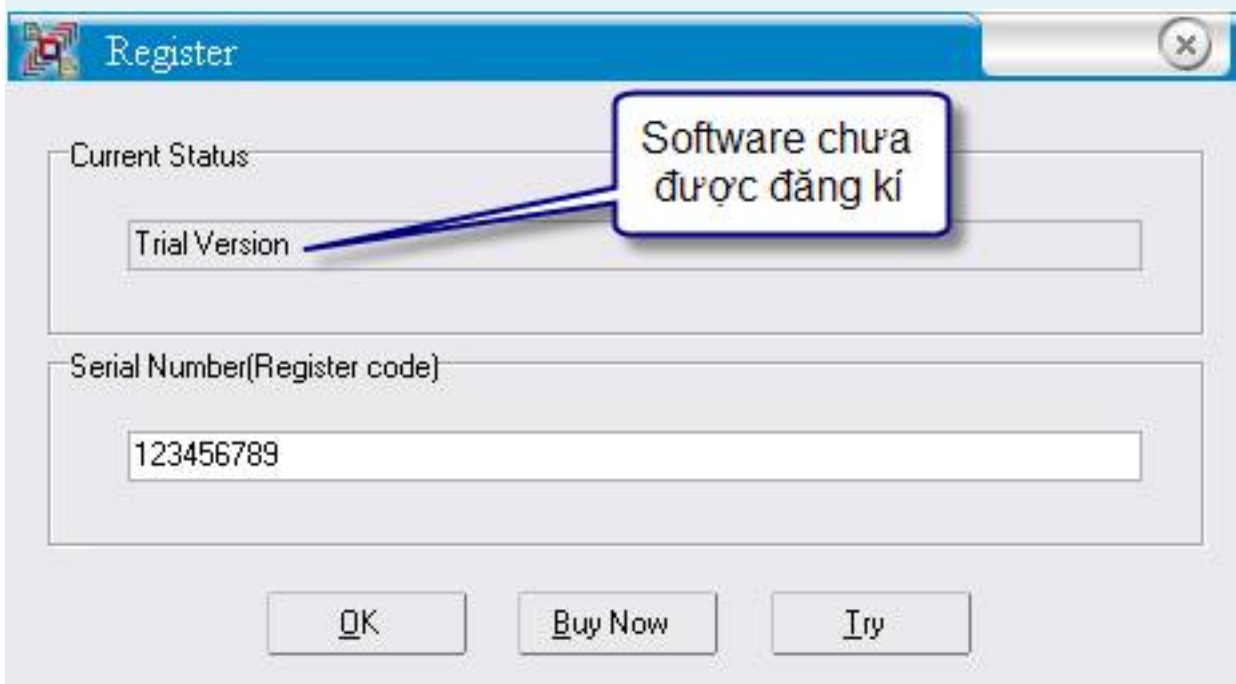 Register
Software chưa
được đăng kí
Current Status
Trial Version
Serial Number(Register code)
123456789
OK
Buy Now
Try